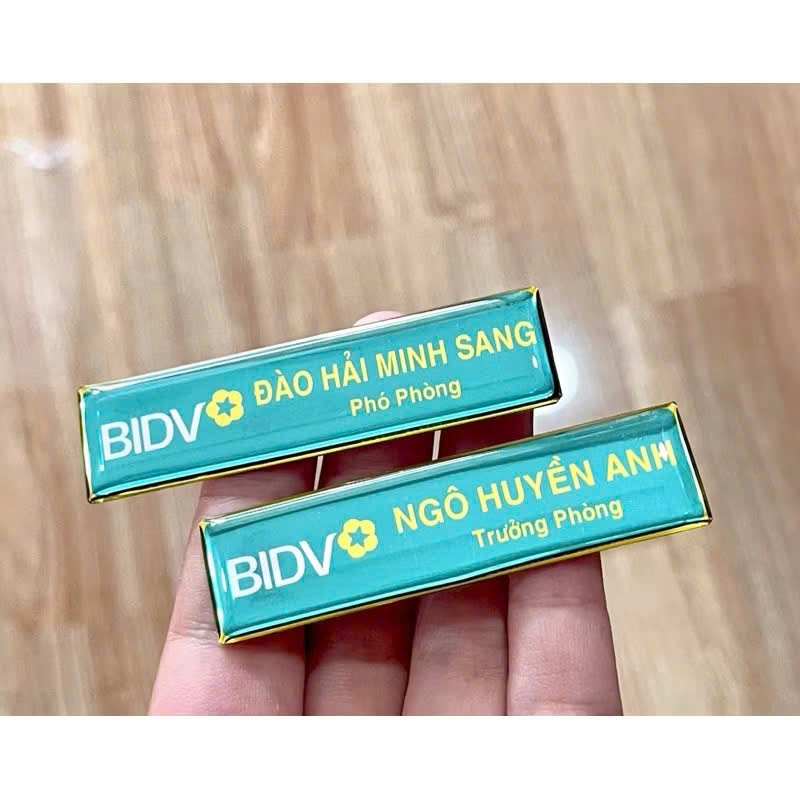 BIDV ĐÀO HẢI MINH SANG
Phó Phòng
BIDV NGÔ HUYỀN ANH
Trưởng Phòng